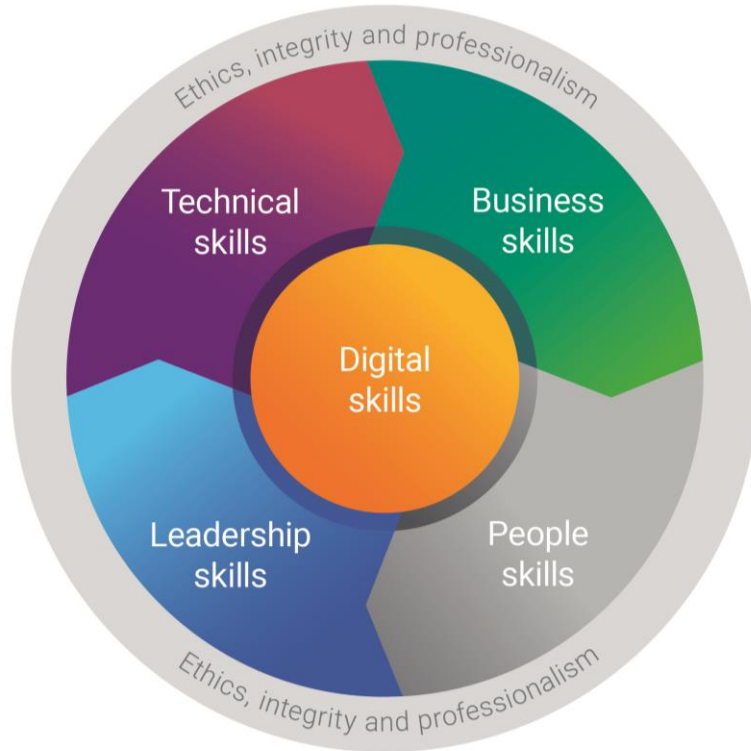 Ethics, integrity and professionalism
Technical
skills
Business
skills
Digital
skills
Leadership
skills
People
skills
Ethics, integrity and professionalism